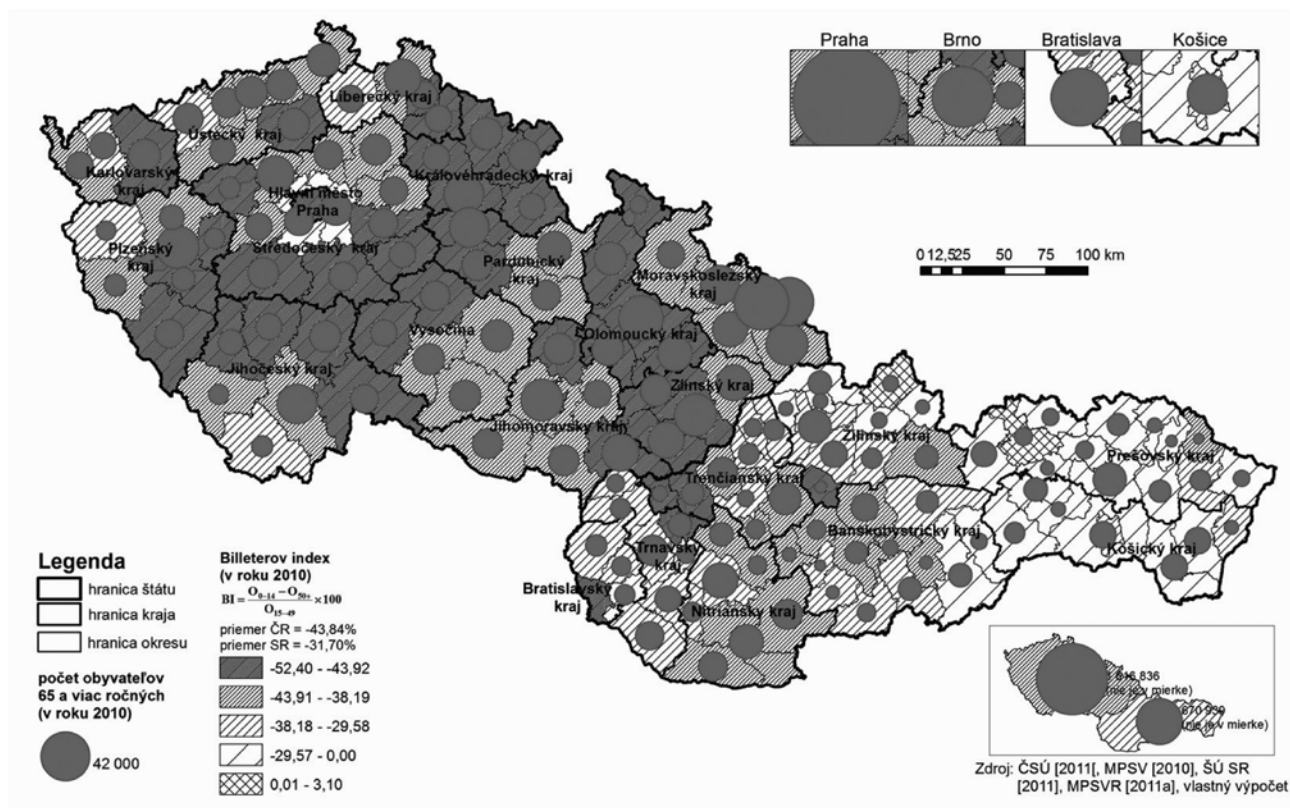 Praha
Brno
Bratislava
Košice
Liberecký kraj
Ústecký kraj
Karlovarský
kraj
Hlavní město
Praha
Královéhradecký kraj
Plzeňský
kraj
Středočeský kraj
Pardubický
kraj
Moravskoslezský
kraj
0 12,525 50 75 100 km
Vysočina
Olomoucký kraj
Jihočeský kraj
Zlínský kraj
Jihomoravský kraj
Žilinský kraj
Prešovský kraj
Trenčiansky kraj
Banskobystrický kraj
Košický kraj
Trnavský
kraj
Bratislavský
kraj
Nitriansky kraj
Legenda
hranica štátu
hranica kraja
hranica okresu
počet obyvateľov
65 a viac ročných
(v roku 2010)
42 000
Billeterov index
(v roku 2010)
BI = (O0–14 – O50+) / O15–49 ×100
priemer ČR = -43,84%
priemer SR = -31,70%
-52,40 - -43,92
-43,91 - -38,19
-38,18 - -29,58
-29,57 - 0,00
0,01 - 3,10
(nie je v mierke)
(nie je v mierke)
Zdroj: ČSÚ [2011[, MPSV [2010], ŠÚ SR
[2011], MPSVR [2011a], vlastný výpočet